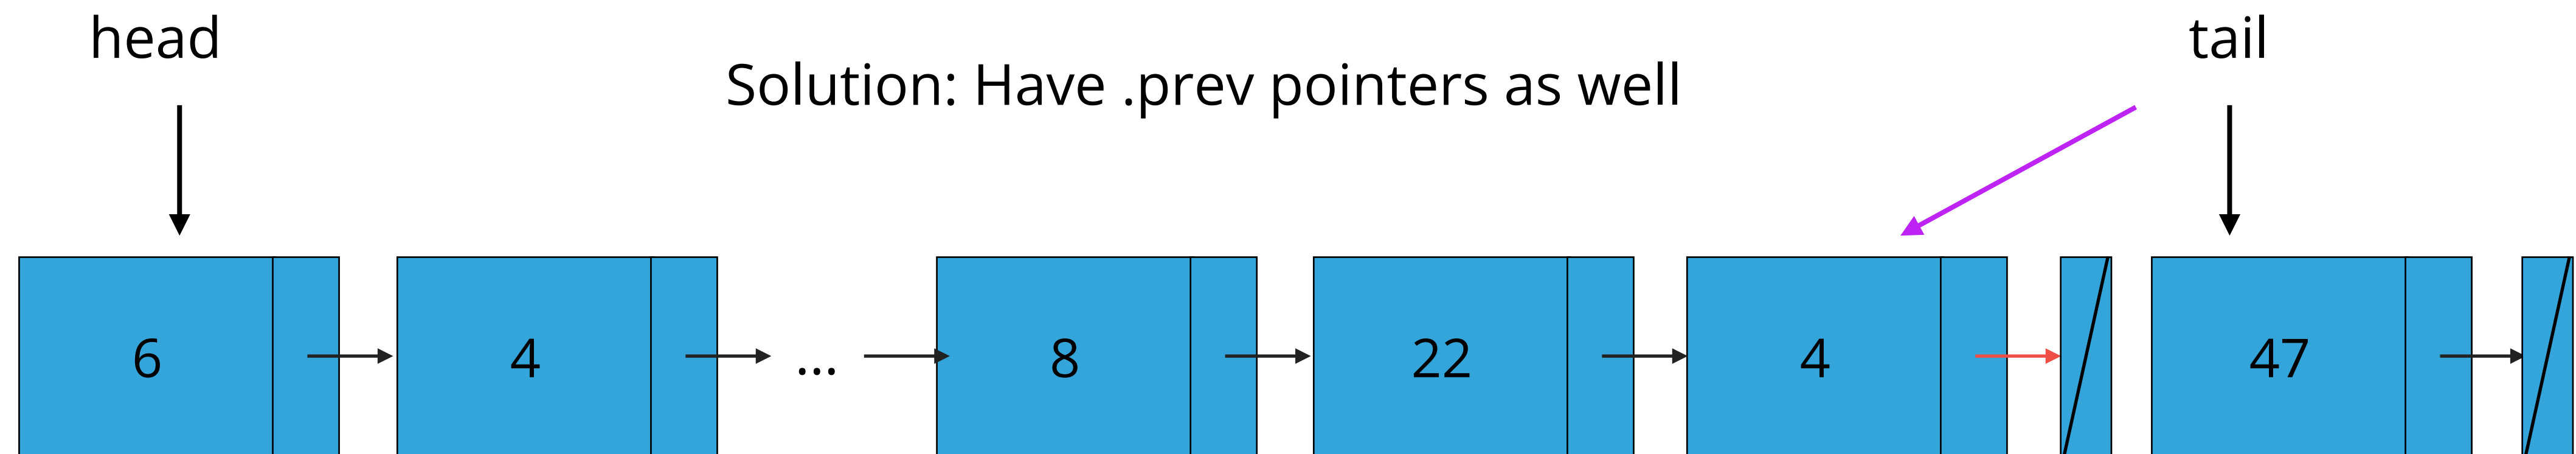 head
tail
Solution: Have .prev pointers as well
6
4
...
8
22
4
47